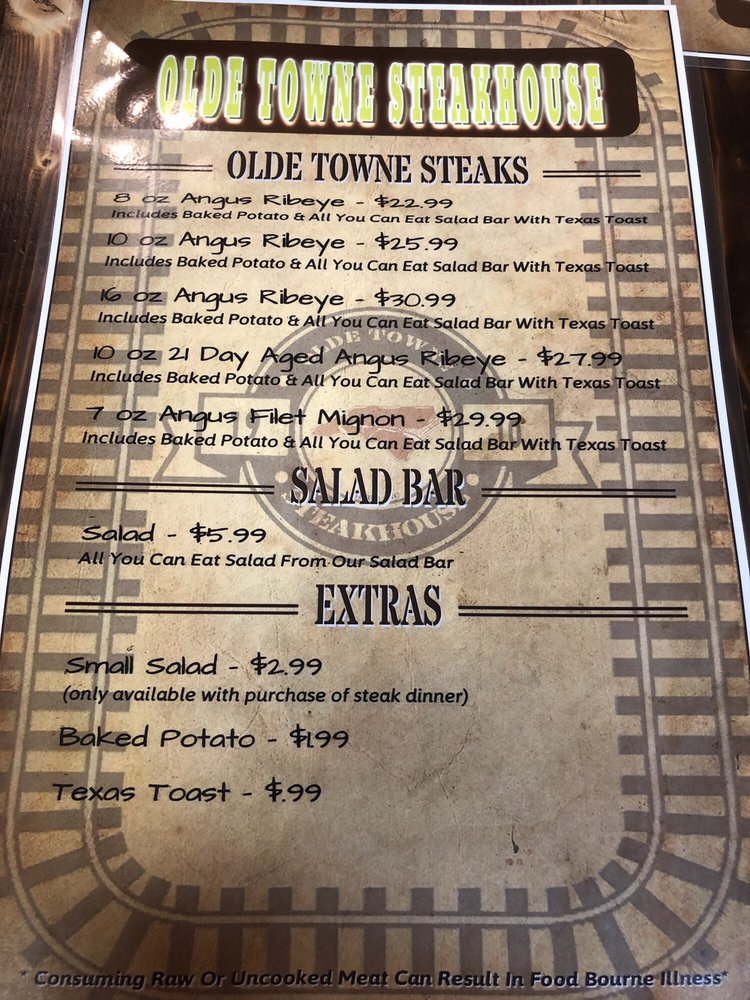 OLDE TOWNE STEAKHOUSE
OLDE TOWNE STEAKS
8 oz Angus Ribeye - $22.99
Includes Baked Potato & All You Can Eat Salad Bar With Texas Toast
10 oz Angus Ribeye - $25.99
Includes Baked Potato & All You Can Eat Salad Bar With Texas Toast
16 oz Angus Ribeye - $30.99
Includes Baked Potato & All You Can Eat Salad Bar With Texas Toast
OLDE TOWNE
10 oz 21 Day Aged Angus Ribeye - $27.99
Includes Baked Potato & All You Can Eat Salad Bar With Texas Toast
7 oz Angus Filet Mignon - $29.99
Includes Baked Potato & All You Can Eat Salad Bar With Texas Toast
SALAD BAR
STEAKHOUSE
Salad - $5.99
All You Can Eat Salad From Our Salad Bar
EXTRAS
Small Salad - $2.99
(only available with purchase of steak dinner)
Baked Potato - $1.99
Texas Toast - $.99
* Consuming Raw Or Uncooked Meat Can Result In Food Bourne Illness*